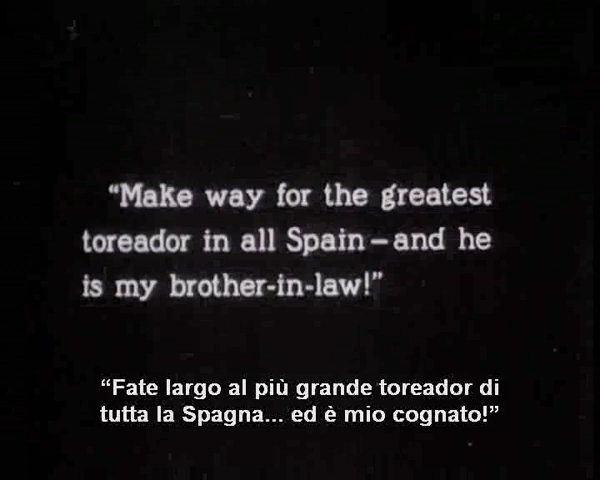 “Make way for the greatest
toreador in all Spain – and he
is my brother-in-law!”
“Fate largo al più grande toreador di
tutta la Spagna... ed è mio cognato!”